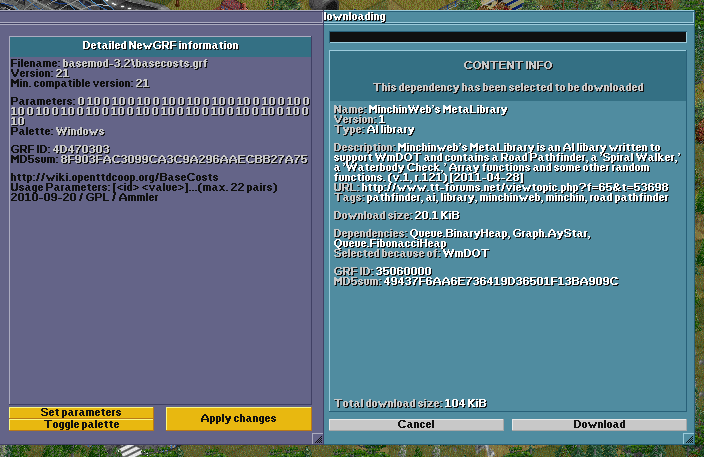 Detailed NewGRF information
Filename: basemod-3.2\basecosts.grf
Version: 21
Min. compatible version: 21
Parameters: 0 10 0 10 0 10 0 10 0 10 0 10 0 10 0 10 0 10 0
10 0 10 0 10 0 10 0 10 0 10 0 10 0 10 0 10 0 10 0 10 0
10
Palette: Windows
GRF ID: 4D470303
MD5sum: 8F903FAC3099CA3C9A296AAECBB27A75
http://wiki.openttdcoop.org/BaseCosts
Usage Parameters: [<id> <value>]...(max. 22 pairs)
2010-09-20 / GPL / Ammler
Set parameters
Toggle palette
Apply changes
lownloading
CONTENT INFO
This dependency has been selected to be downloaded
Name: MinchinWeb's MetaLibrary
Version: 1
Type: AI library
Description: Minchinweb's MetaLibrary is an AI libary written to
support WmDOT and contains a Road Pathfinder, a 'Spiral Walker,'
a 'Waterbody Check,' Array functions and some other random
functions. (v.1, r.121) [2011-04-28]
URL: http://www.tt-forums.net/viewtopic.php?f=65&t=53698
Tags: pathfinder, ai, library, minchinweb, minchin, road pathfinder
Download size: 20.1 KiB
Dependencies: Queue.BinaryHeap, Graph.AyStar,
Queue.FibonacciHeap
Selected because of: WmDOT
GRF ID: 35060000
MD5sum: 49437F6AA6E736419D36501F13BA909C
Total download size: 104 KiB
Cancel
Download